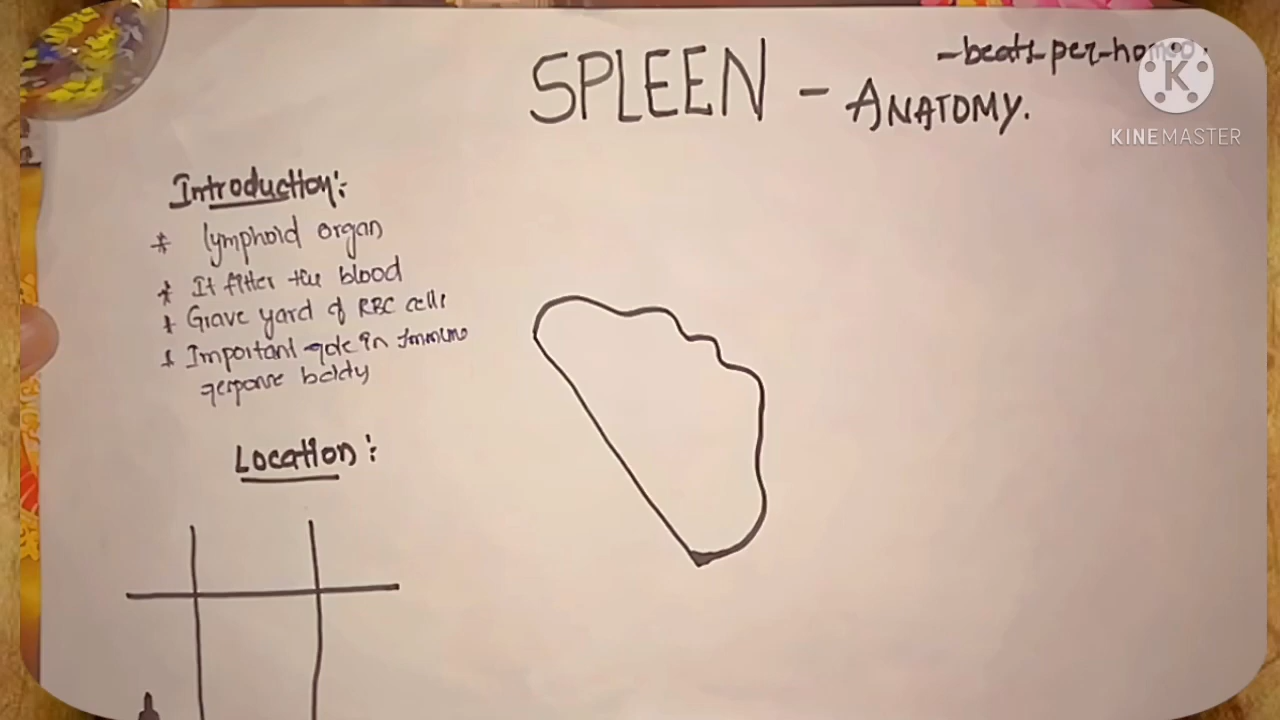 -beats-per-homoo.
SPLEEN - ANATOMY.
K
KINEMASTER
Introduction:-
* lymphoid organ
* It filter the blood
* Grave yard of RBC cells
* Important role in Immune
response body
Location: